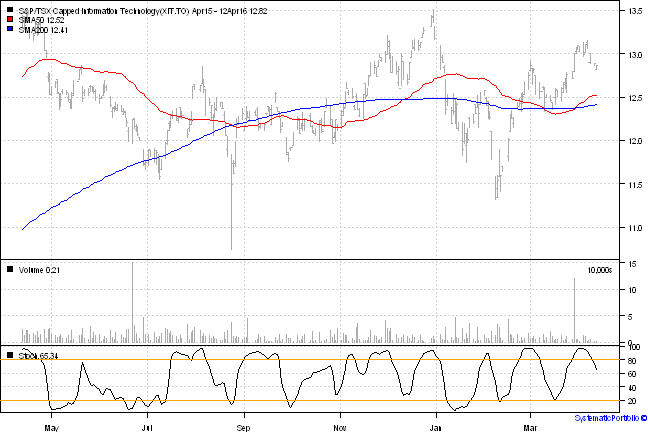 S&P/TSX Capped Information Technology(XIT.TO) Apr15 - 12Apr16 12.82
SMA50 12.52
SMA200 12.41
13.5
13.0
12.5
12.0
11.5
11.0
Volume 0.21
10,000s
15
10
5
0
Stoch 65.34
100
80
60
40
20
May
Jul
Sep
Nov
Jan
Mar
SystematicPortfolio ©